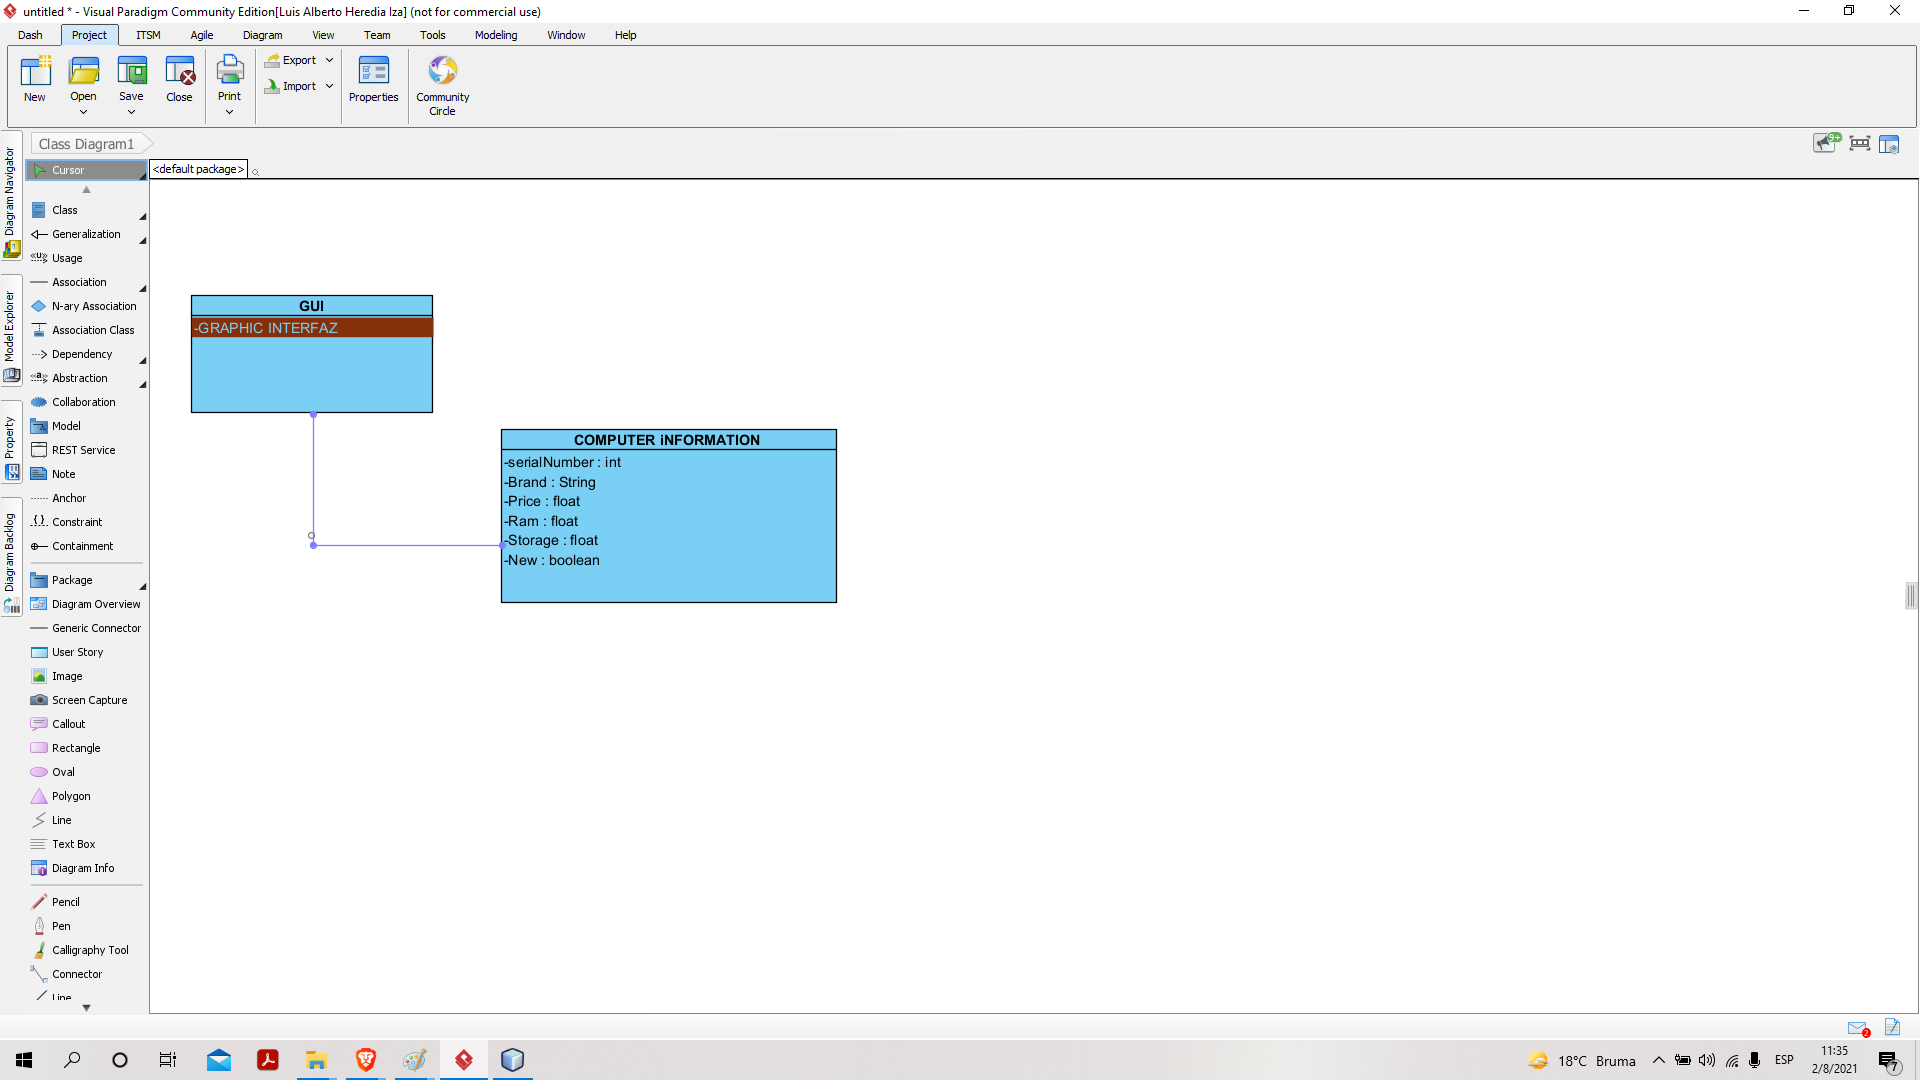 untitled * - Visual Paradigm Community Edition[Luis Alberto Heredia Iza] (not for commercial use)
Dash Project ITSM Agile Diagram View Team Tools Modeling Window Help
New Open Save Close Print Export Import Properties Community Circle
Class Diagram1
9+
Diagram Navigator
Model Explorer
Property
Diagram Backlog
Cursor
Class
Generalization
Usage
Association
N-ary Association
Association Class
Dependency
Abstraction
Collaboration
Model
REST Service
Note
Anchor
Constraint
Containment
Package
Diagram Overview
Generic Connector
User Story
Image
Screen Capture
Callout
Rectangle
Oval
Polygon
Line
Text Box
Diagram Info
Pencil
Pen
Calligraphy Tool
Connector
Line
<default package>
GUI
-GRAPHIC INTERFAZ
COMPUTER iNFORMATION
-serialNumber : int
-Brand : String
-Price : float
-Ram : float
-Storage : float
-New : boolean
2
18°C Bruma
ESP
11:35
2/8/2021
7